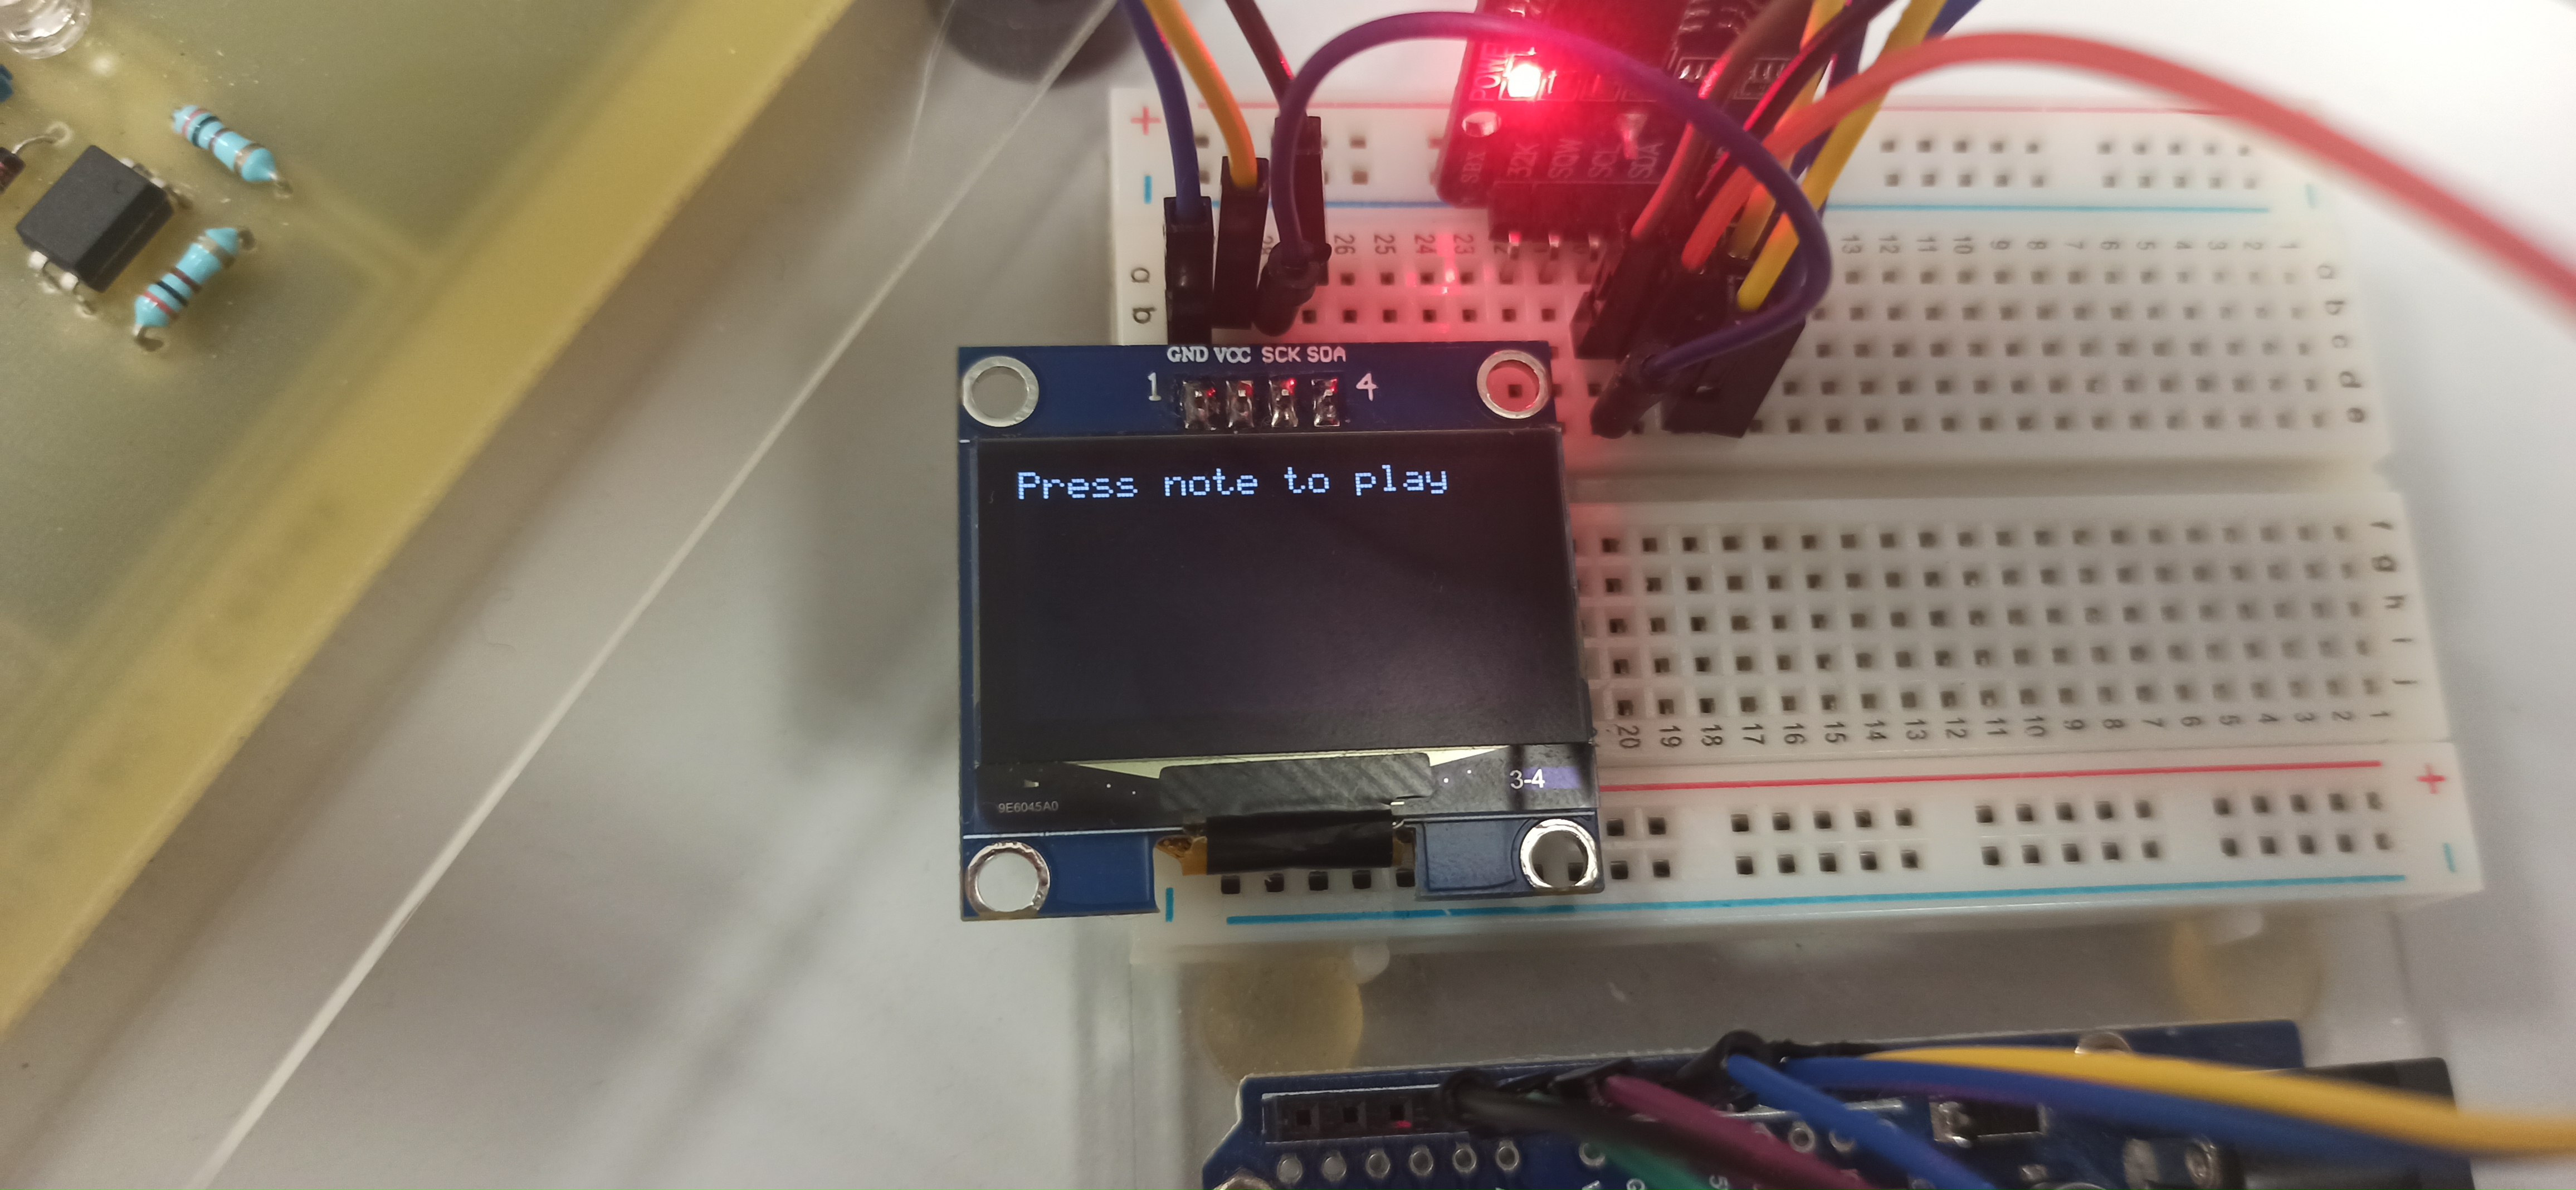 POWE
32K
SQW
SCL
SDA
+
26 25 24 23
13 12 11 10 9 8 7 6 5 4 3 2 1
a
b
a
b
c
d
e
GND VCC SCK SDA
1
4
Press note to play
f
g
h
i
j
20 19 18 17 16 15 14 13 12 11 10 9 8 7 6 5 4 3 2 1
3-4
9E6045A0
+